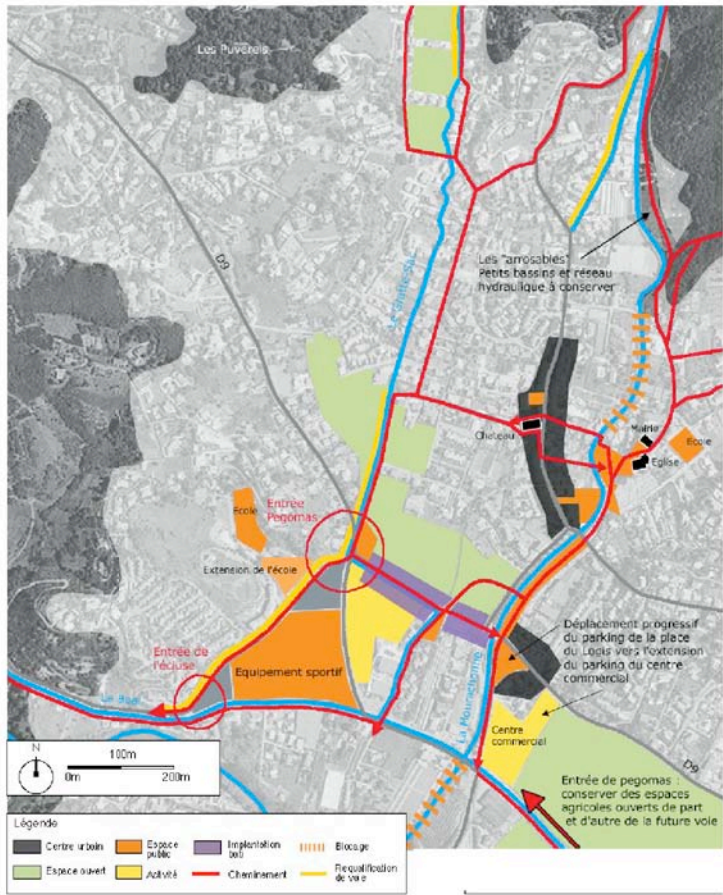 Les Puverels
D9
Les "arrosables"
Petits bassins et réseau
hydraulique à conserver
Chateau
Mairie
Ecole
Eglise
Entrée
Pegomas
Ecole
Extension de l'école
Entrée de
l'écluse
Equipement sportif
Déplacement progressif
du parking de la place
du Logis vers l'extension
du parking du centre
commercial
La Mourachonne
Centre
commercial
D9
Entrée de pegomas :
conserver des espaces
agricoles ouverts de part
et d'autre de la future voie
N
100m
0m 200m
Légende
Centre urbain
Espace
public
Implantation
bati
Blocage
Espace ouvert
Activité
Cheminement
Requalification
de voie